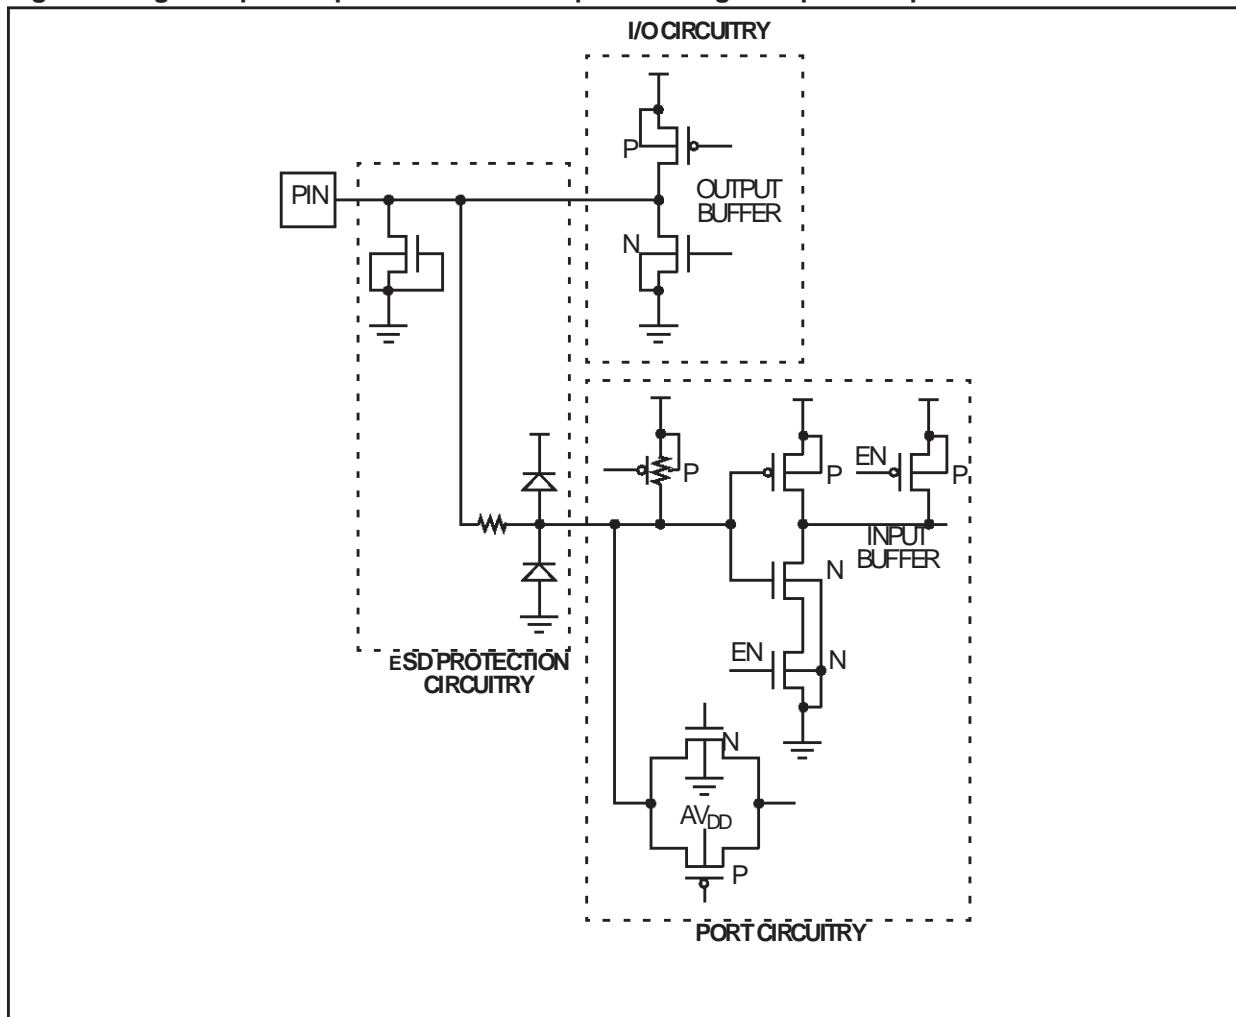 I/O CIRCUITRY
P
PIN
OUTPUT
BUFFER
N
EN
P
P
P
INPUT
BUFFER
N
ESD PROTECTION
CIRCUITRY
EN
N
N
AVDD
P
PORT CIRCUITRY